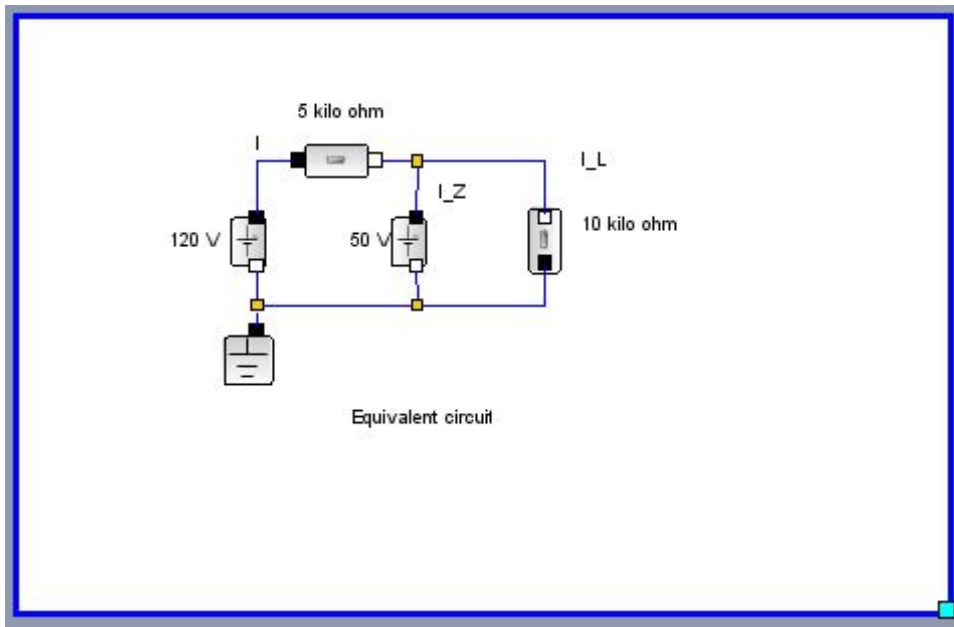 5 kilo ohm
I
I_L
I_Z
10 kilo ohm
120 V
50 V
Equivalent circuit